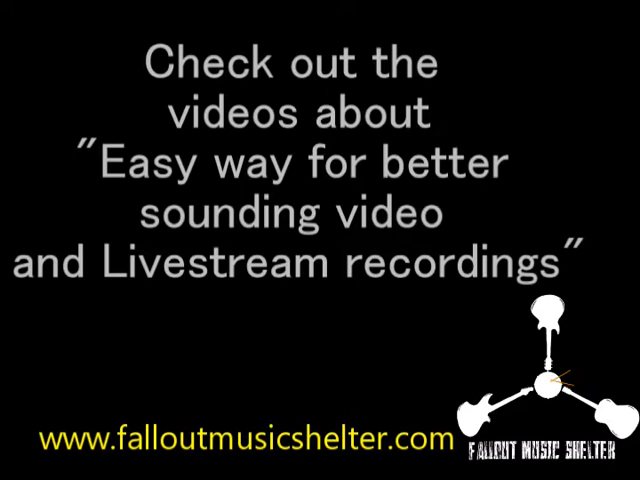 Check out the
videos about
"Easy way for better
sounding video
and Livestream recordings"
www.falloutmusicshelter.com
FALLOUT MUSIC SHELTER